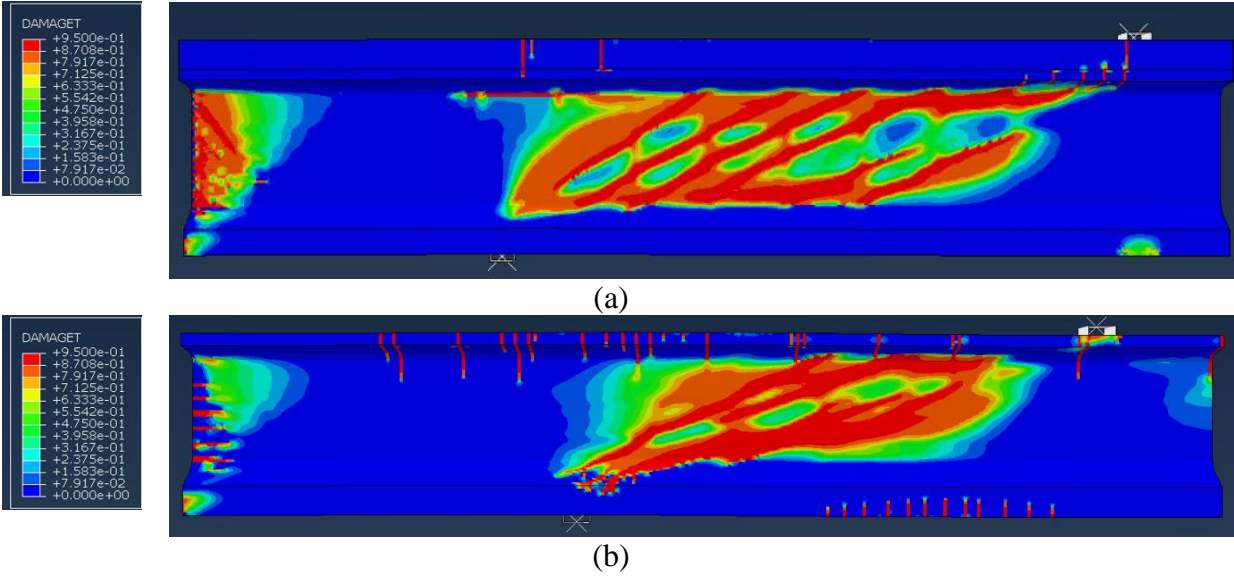 DAMAGET
+9.500e-01
+8.708e-01
+7.917e-01
+7.125e-01
+6.333e-01
+5.542e-01
+4.750e-01
+3.958e-01
+3.167e-01
+2.375e-01
+1.583e-01
+7.917e-02
+0.000e+00
(a)
DAMAGET
+9.500e-01
+8.708e-01
+7.917e-01
+7.125e-01
+6.333e-01
+5.542e-01
+4.750e-01
+3.958e-01
+3.167e-01
+2.375e-01
+1.583e-01
+7.917e-02
+0.000e+00
(b)